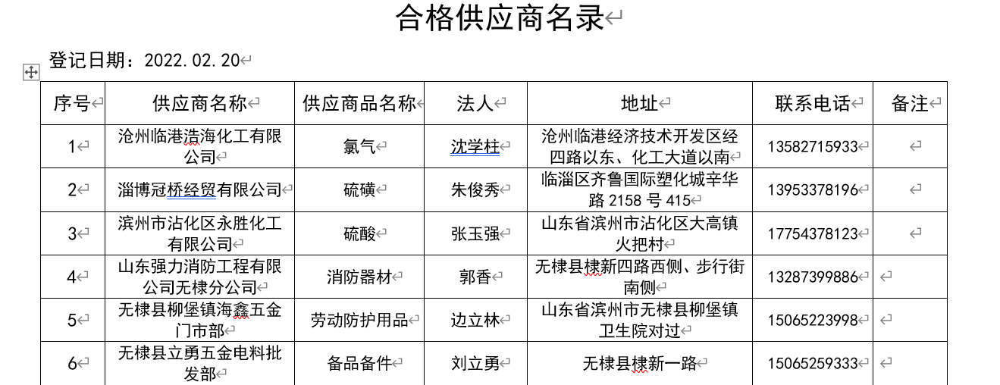 合格供应商名录
登记日期：2022.02.20
序号 供应商名称 供应商品名称 法人 地址 联系电话 备注
1 沧州临港浩海化工有限 氯气 沈学柱 沧州临港经济技术开发区经 13582715933
公司 四路以东、化工大道以南
2 淄博冠桥经贸有限公司 硫磺 朱俊秀 临淄区齐鲁国际塑化城辛华 13953378196
路 2158 号 415
3 滨州市沾化区永胜化工 硫酸 张玉强 山东省滨州市沾化区大高镇 17754378123
有限公司 火把村
4 山东强力消防工程有限 消防器材 郭香 无棣县棣新四路西侧、步行街 13287399886
公司无棣分公司 南侧
5 无棣县柳堡镇海鑫五金 劳动防护用品 边立林 山东省滨州市无棣县柳堡镇 15065223998
门市部 卫生院对过
6 无棣县立勇五金电料批 备品备件 刘立勇 无棣县棣新一路 15065259333
发部